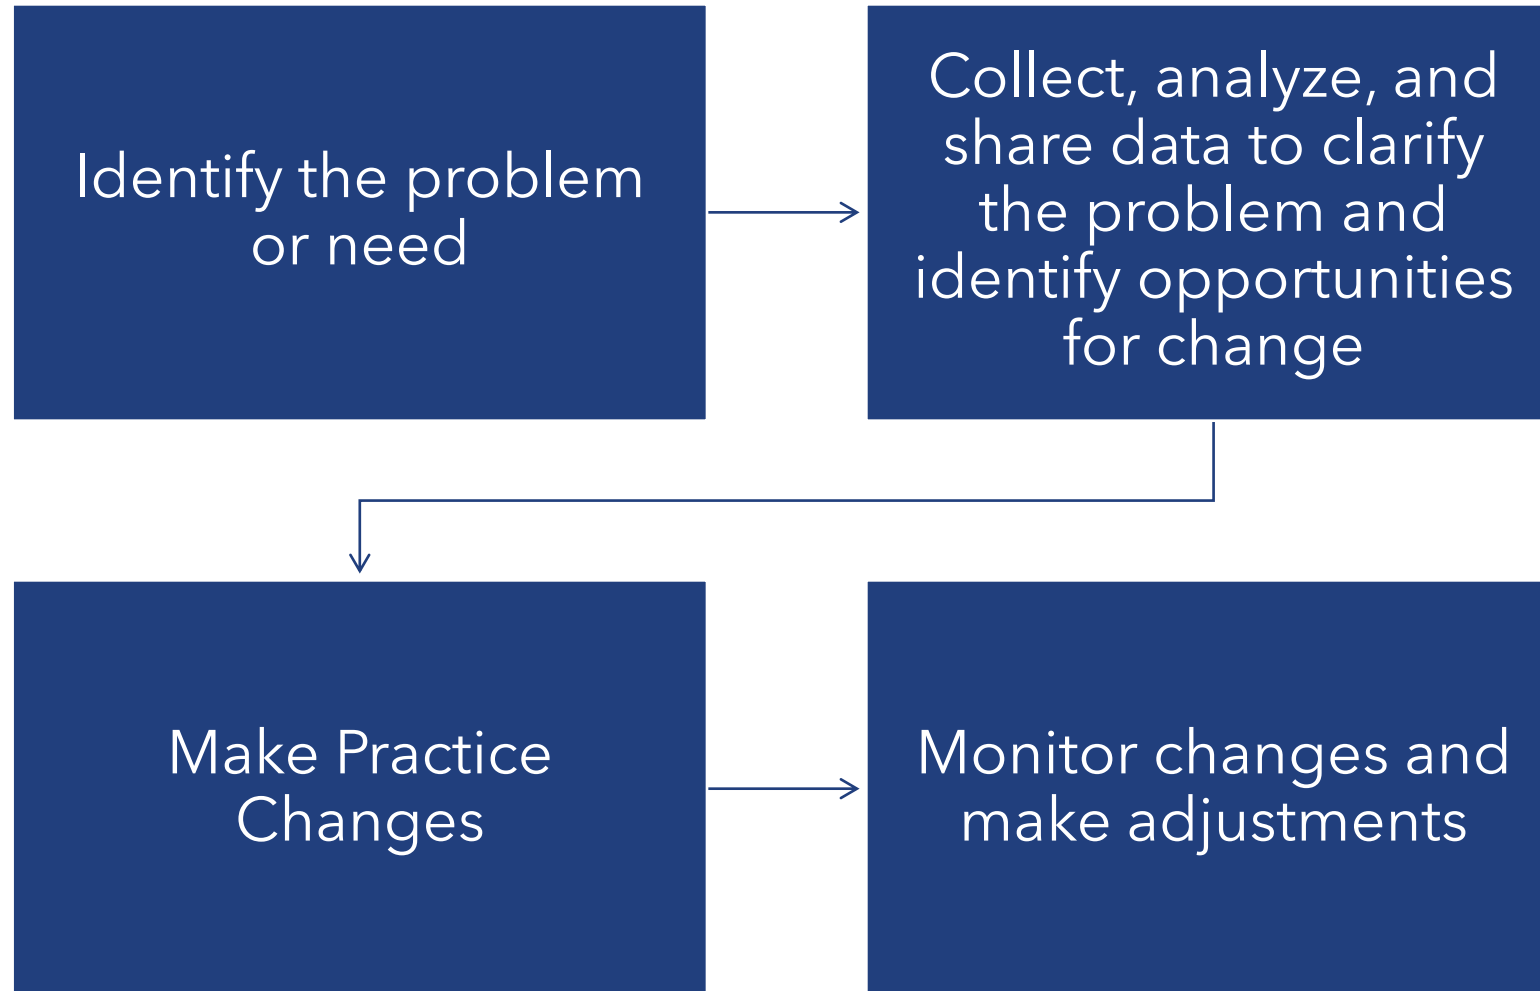 Identify the problem
or need
Collect, analyze, and
share data to clarify
the problem and
identify opportunities
for change
Make Practice
Changes
Monitor changes and
make adjustments